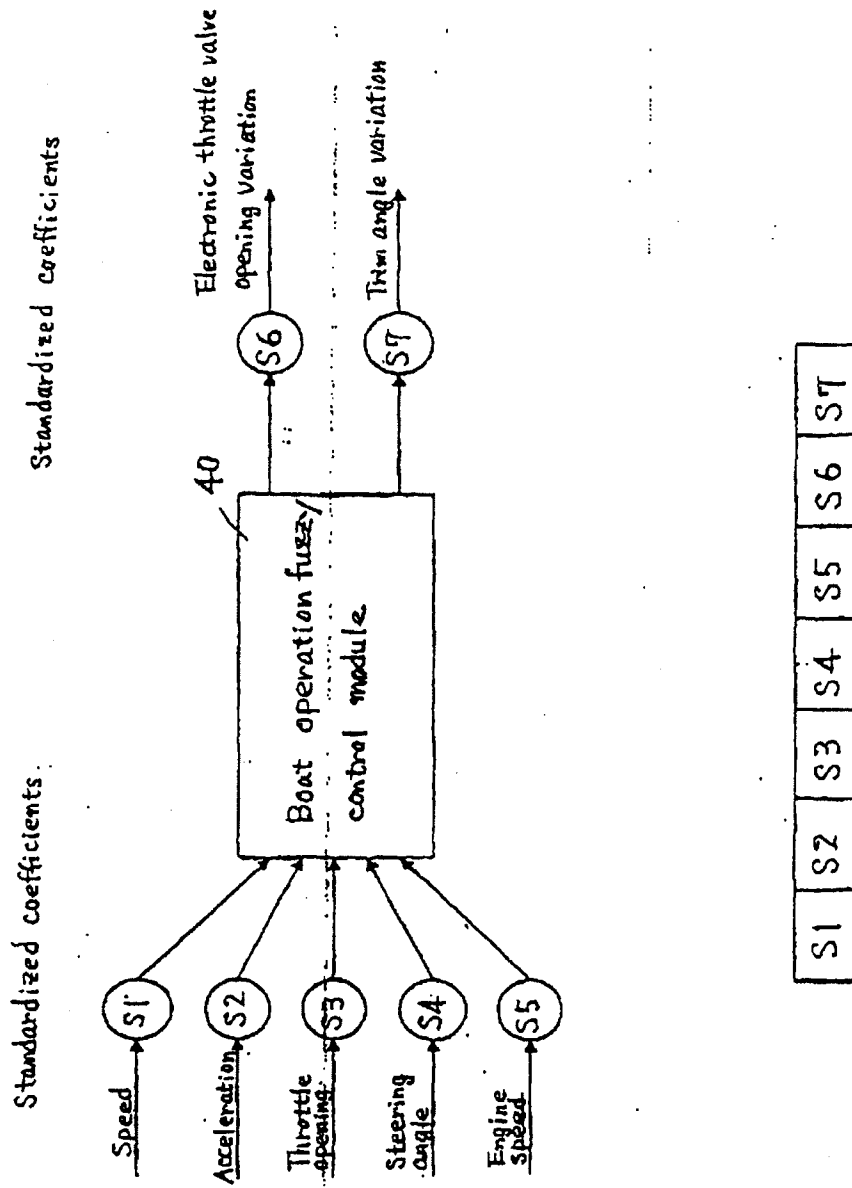 Standardized coefficients.
Standardized coefficients
Speed
Acceleration
Throttle
opening
Steering
angle
Engine
speed
S1
S2
S3
S4
S5
40
Boat operation fuzzy
control module
S6
S7
Electronic throttle valve
opening variation
Trim angle variation
S1 S2 S3 S4 S5 S6 S7